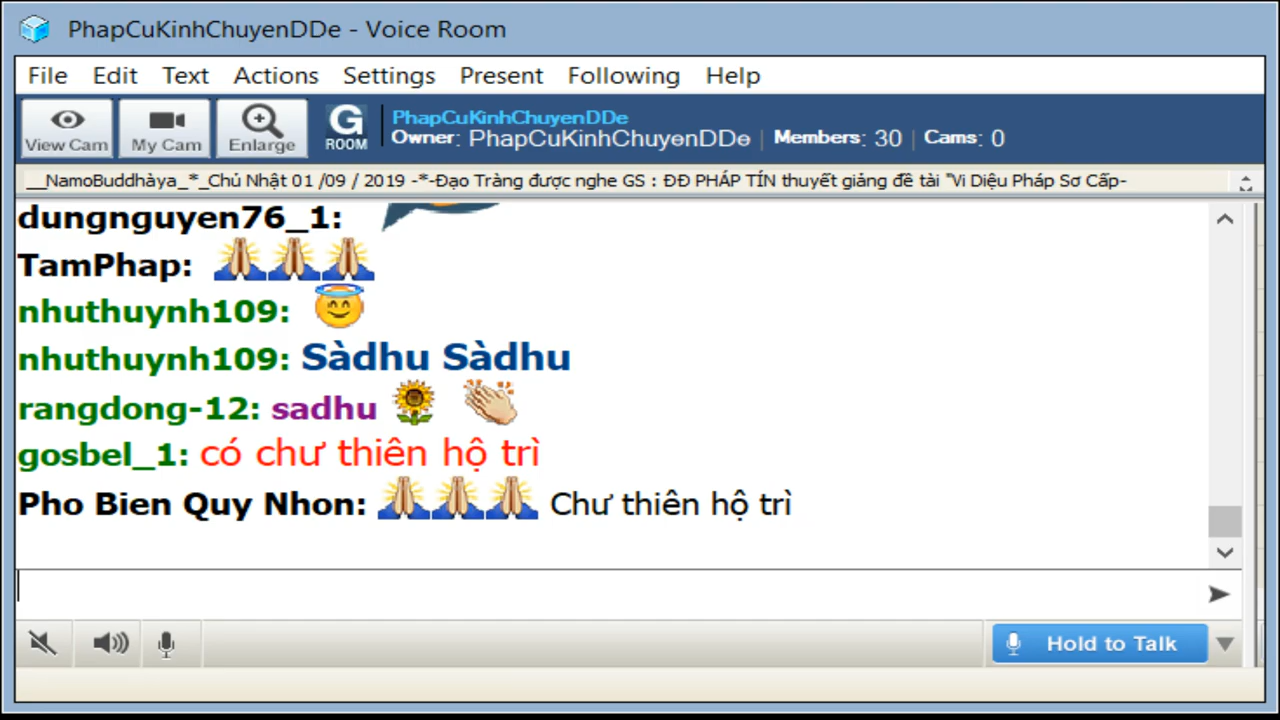 PhapCuKinhChuyenDDe - Voice Room
File Edit Text Actions Settings Present Following Help
View Cam My Cam Enlarge G ROOM
PhapCuKinhChuyenDDe
Owner: PhapCuKinhChuyenDDe | Members: 30 | Cams: 0
__NamoBuddhàya_*_Chủ Nhật 01 /09 / 2019 -*-Đạo Tràng được nghe GS : ĐĐ PHÁP TÍN thuyết giảng đề tài "Vi Diệu Pháp Sơ Cấp-
dungnguyen76_1:
TamPhap: 🙏🙏🙏
nhuthuynh109: 😇
nhuthuynh109: Sàdhu Sàdhu
rangdong-12: sadhu 🌻 👏
gosbel_1: có chư thiên hộ trì
Pho Bien Quy Nhon: 🙏🙏🙏 Chư thiên hộ trì
Hold to Talk